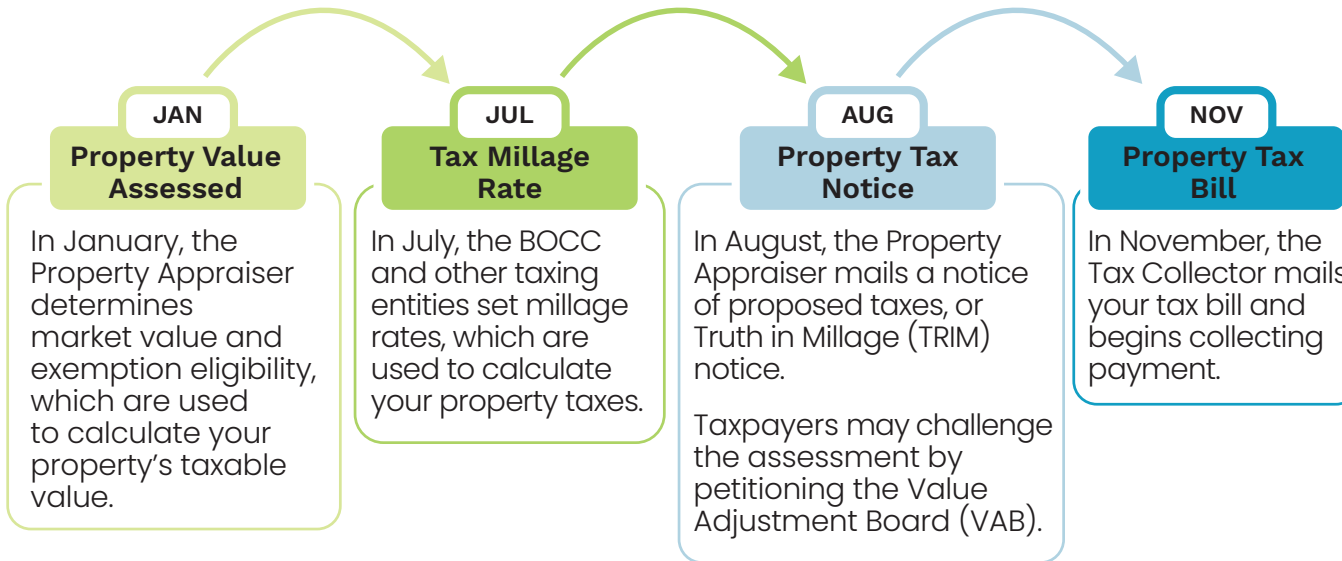 JAN
Property Value
Assessed
In January, the
Property Appraiser
determines
market value and
exemption eligibility,
which are used
to calculate your
property's taxable
value.
JUL
Tax Millage
Rate
In July, the BOCC
and other taxing
entities set millage
rates, which are
used to calculate
your property taxes.
AUG
Property Tax
Notice
In August, the Property
Appraiser mails a notice
of proposed taxes, or
Truth in Millage (TRIM)
notice.
Taxpayers may challenge
the assessment by
petitioning the Value
Adjustment Board (VAB).
NOV
Property Tax
Bill
In November, the
Tax Collector mails
your tax bill and
begins collecting
payment.